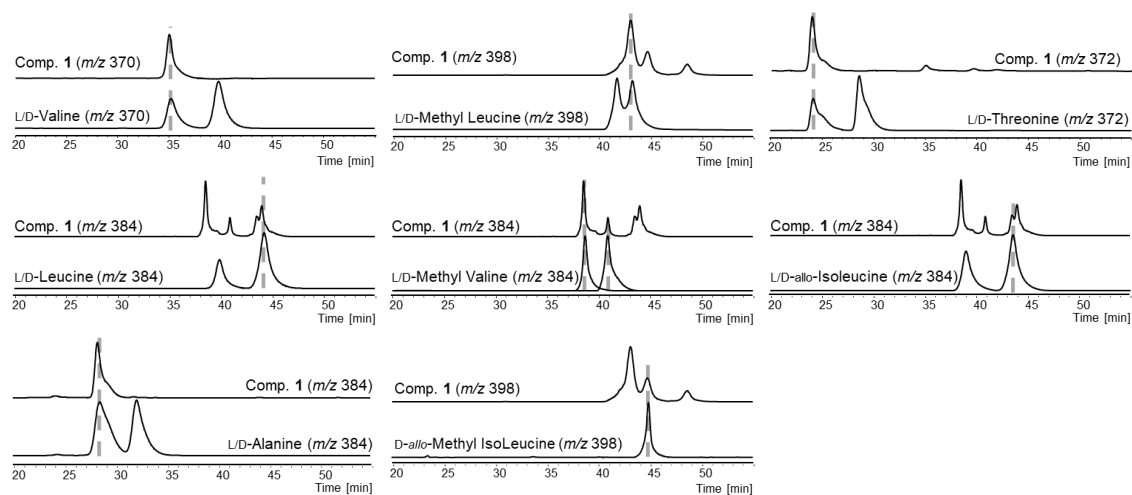 Comp. 1 (m/z 370)
L/D-Valine (m/z 370)
20 25 30 35 40 45 50
Time [min]
Comp. 1 (m/z 398)
L/D-Methyl Leucine (m/z 398)
20 25 30 35 40 45 50
Time [min]
Comp. 1 (m/z 372)
L/D-Threonine (m/z 372)
20 25 30 35 40 45 50
Time [min]
Comp. 1 (m/z 384)
L/D-Leucine (m/z 384)
20 25 30 35 40 45 50
Time [min]
Comp. 1 (m/z 384)
L/D-Methyl Valine (m/z 384)
20 25 30 35 40 45 50
Time [min]
Comp. 1 (m/z 384)
L/D-allo-Isoleucine (m/z 384)
20 25 30 35 40 45 50
Time [min]
Comp. 1 (m/z 384)
L/D-Alanine (m/z 384)
20 25 30 35 40 45 50
Time [min]
Comp. 1 (m/z 398)
D-allo-Methyl IsoLeucine (m/z 398)
20 25 30 35 40 45 50
Time [min]